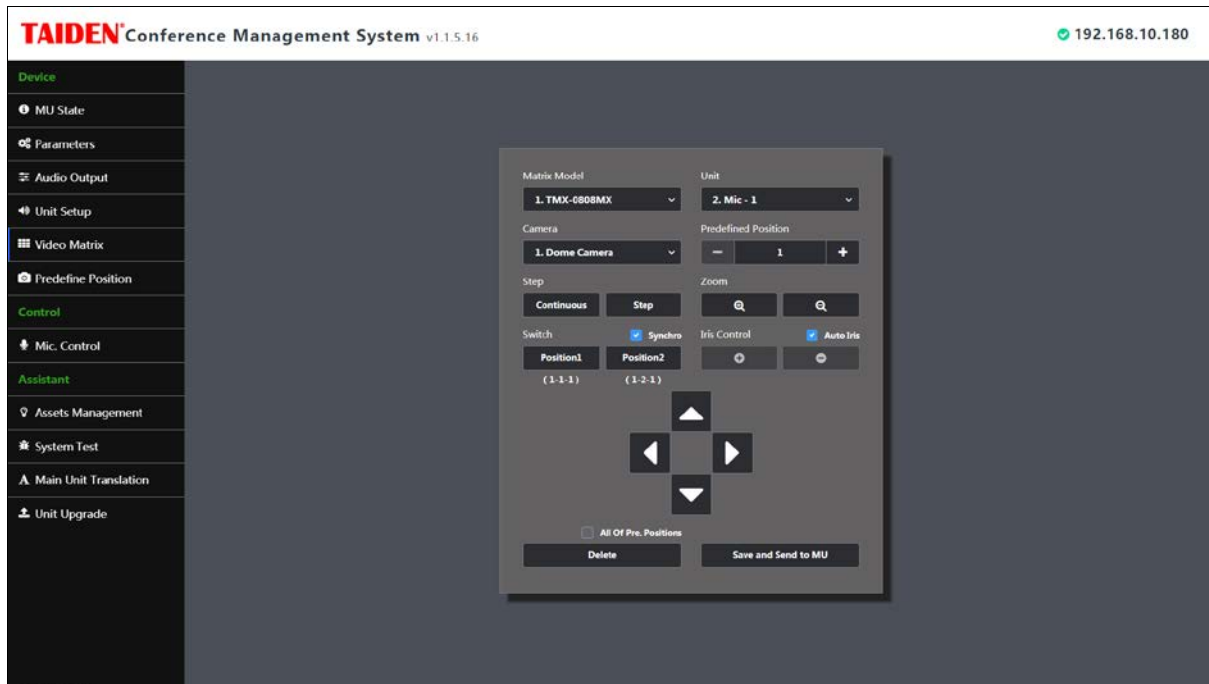 TAIDEN® Conference Management System v1.1.5.16
192.168.10.180
Device
MU State
Parameters
Audio Output
Unit Setup
Video Matrix
Predefine Position
Control
Mic. Control
Assistant
Assets Management
System Test
Main Unit Translation
Unit Upgrade
Matrix Model Unit
1. TMX-0808MX 2. Mic - 1
Camera Predefined Position
1. Dome Camera 1
Step Zoom
Continuous Step
Switch Synchro Iris Control Auto Iris
Position1 Position2
(1-1-1) (1-2-1)
All Of Pre. Positions
Delete Save and Send to MU